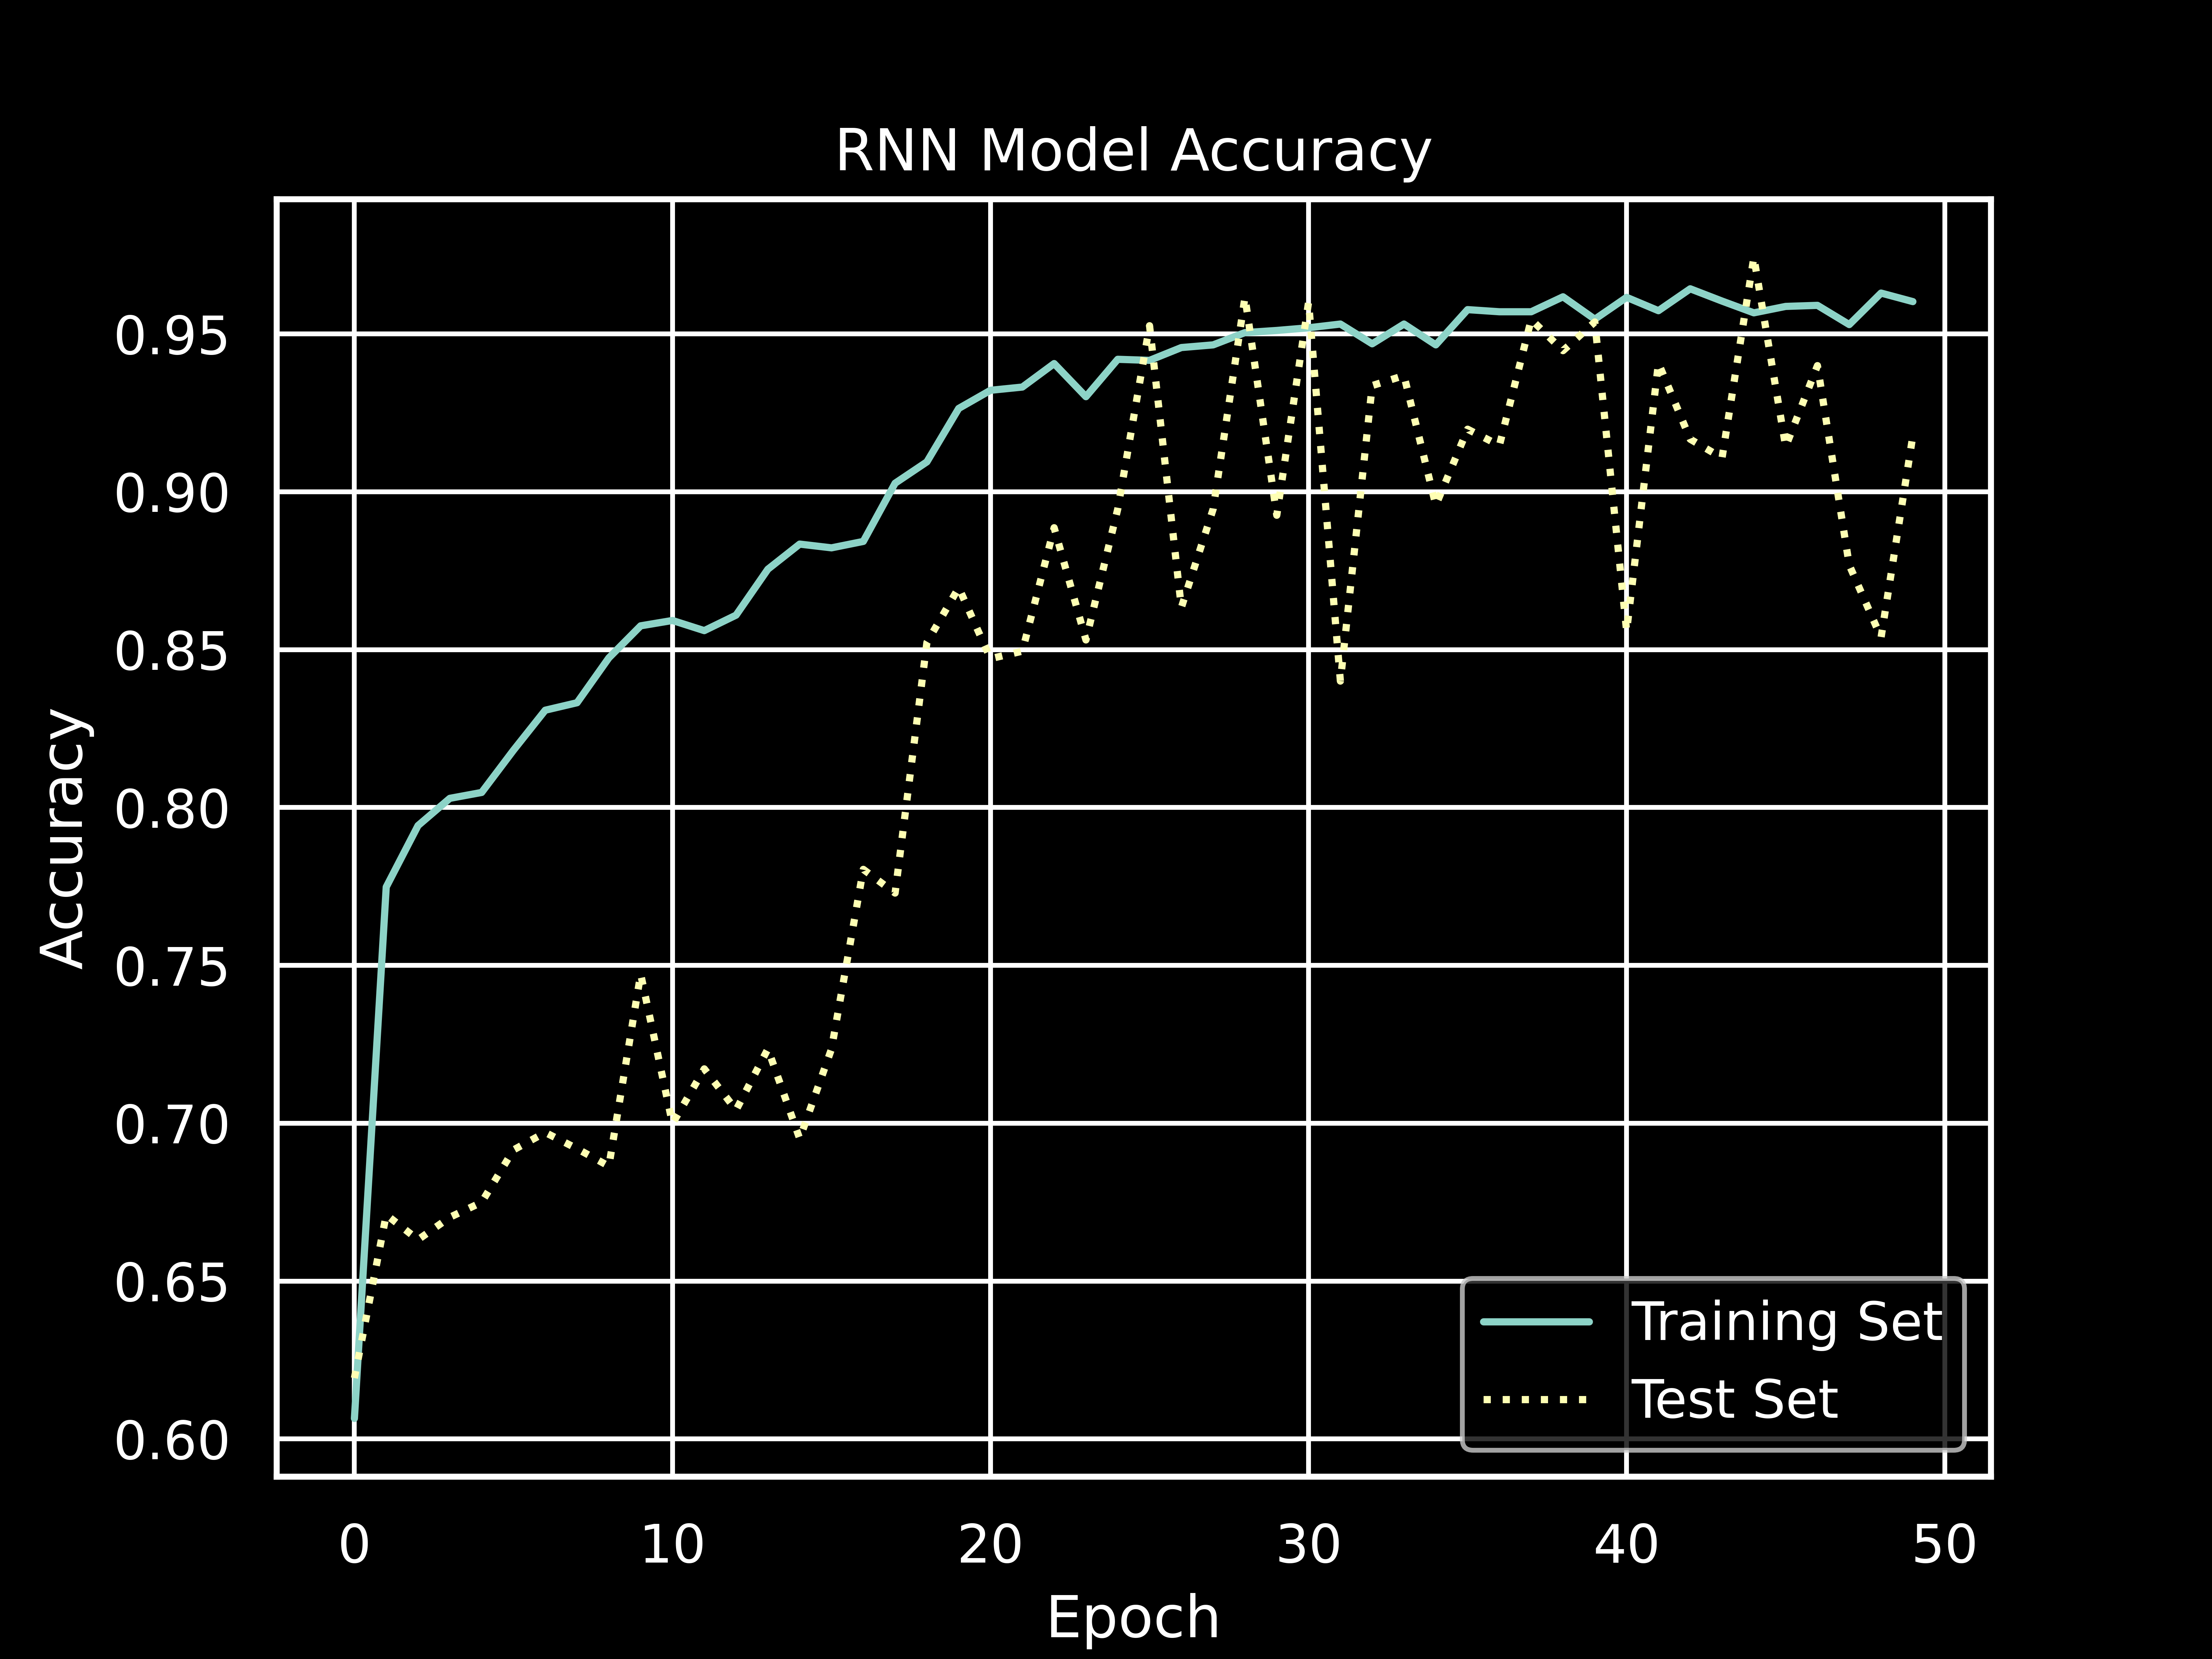 RNN Model Accuracy
Accuracy
0.95
0.90
0.85
0.80
0.75
0.70
0.65
0.60
0 10 20 30 40 50
Epoch
Training Set
Test Set